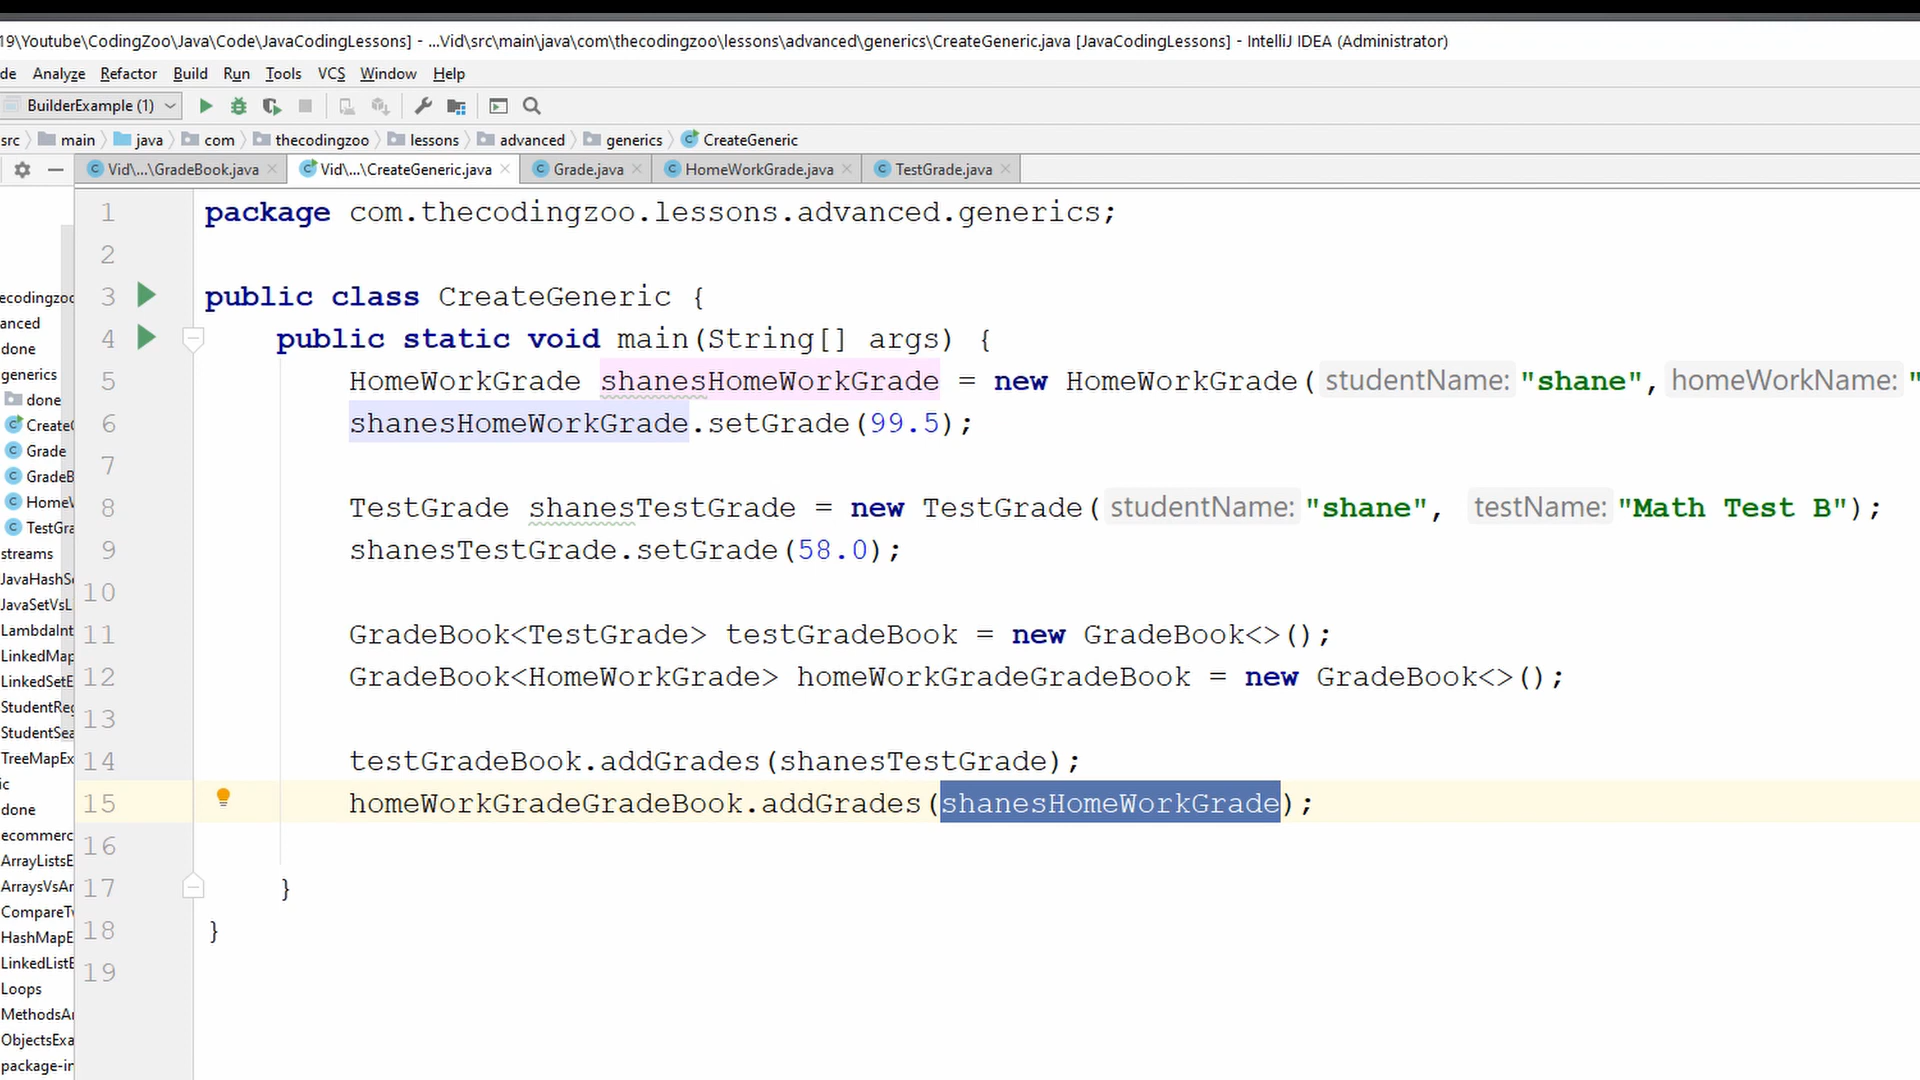 19\Youtube\CodingZoo\Java\Code\JavaCodingLessons] - ...Vid\src\main\java\com\thecodingzoo\lessons\advanced\generics\CreateGeneric.java [JavaCodingLessons] - IntelliJ IDEA (Administrator)
de Analyze Refactor Build Run Tools VCS Window Help
BuilderExample (1)
src main java com thecodingzoo lessons advanced generics CreateGeneric
Vid\...\GradeBook.java Vid\...\CreateGeneric.java Grade.java HomeWorkGrade.java TestGrade.java
ecodingzoo
anced
done
generics
done
Create
Grade
GradeB
HomeW
TestGra
streams
JavaHashSe
JavaSetVsL
LambdaInt
LinkedMap
LinkedSetE
StudentReg
StudentSea
TreeMapEx
ic
done
ecommerc
ArrayListsE
ArraysVsAr
CompareTw
HashMapE
LinkedListE
Loops
MethodsAr
ObjectsExa
package-in
1 package com.thecodingzoo.lessons.advanced.generics;
2
3 public class CreateGeneric {
4 public static void main(String[] args) {
5 HomeWorkGrade shanesHomeWorkGrade = new HomeWorkGrade( studentName: "shane", homeWorkName: "
6 shanesHomeWorkGrade.setGrade(99.5);
7
8 TestGrade shanesTestGrade = new TestGrade( studentName: "shane", testName: "Math Test B");
9 shanesTestGrade.setGrade(58.0);
10
11 GradeBook<TestGrade> testGradeBook = new GradeBook<>();
12 GradeBook<HomeWorkGrade> homeWorkGradeGradeBook = new GradeBook<>();
13
14 testGradeBook.addGrades(shanesTestGrade);
15 homeWorkGradeGradeBook.addGrades(shanesHomeWorkGrade);
16
17 }
18 }
19